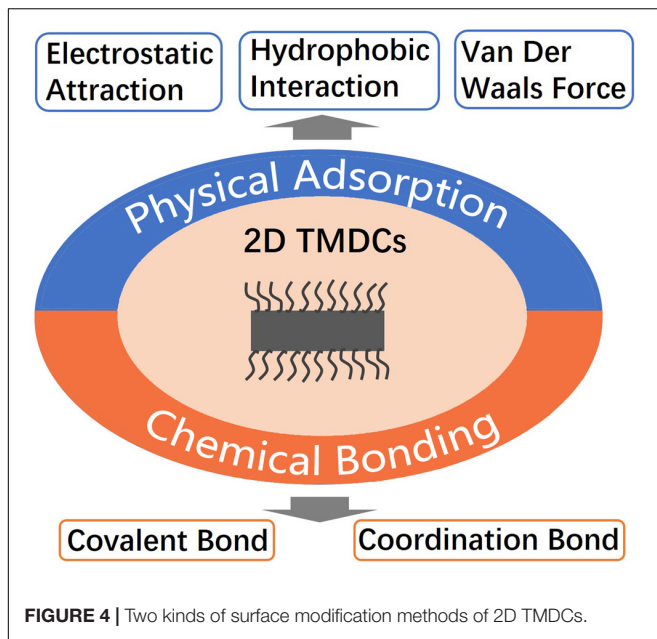 Electrostatic
Attraction
Hydrophobic
Interaction
Van Der
Waals Force
Physical Adsorption
2D TMDCs
Chemical Bonding
Covalent Bond
Coordination Bond
FIGURE 4 | Two kinds of surface modification methods of 2D TMDCs.